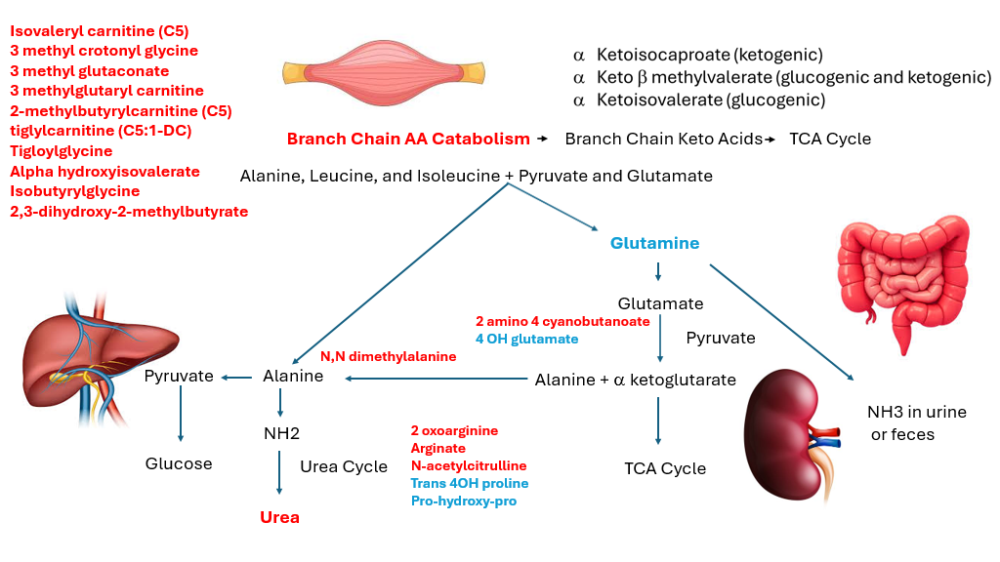 Isovaleryl carnitine (C5)
3 methyl crotonyl glycine
3 methyl glutaconate
3 methylglutaryl carnitine
2-methylbutyrylcarnitine (C5)
tiglylcarnitine (C5:1-DC)
Tigloylglycine
Alpha hydroxyisovalerate
Isobutyrylglycine
2,3-dihydroxy-2-methylbutyrate
α Ketoisocaproate (ketogenic)
α Keto β methylvalerate (glucogenic and ketogenic)
α Ketoisovalerate (glucogenic)
Branch Chain AA Catabolism
Branch Chain Keto Acids
TCA Cycle
Alanine, Leucine, and Isoleucine + Pyruvate and Glutamate
Glutamine
Glutamate
2 amino 4 cyanobutanoate
4 OH glutamate
Pyruvate
N,N dimethylalanine
Pyruvate
Alanine
Alanine + α ketoglutarate
NH3 in urine
or feces
NH2
Glucose
Urea Cycle
2 oxoarginine
Arginate
N-acetylcitrulline
Trans 4OH proline
Pro-hydroxy-pro
TCA Cycle
Urea